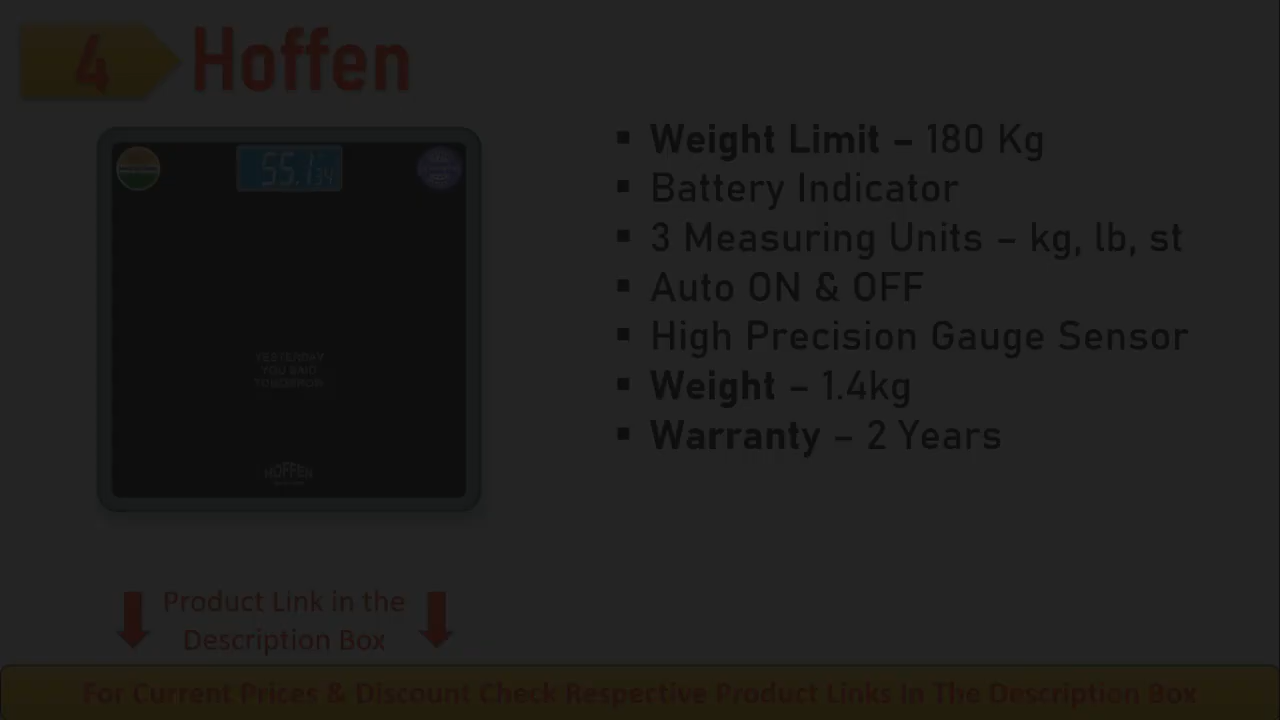 4 Hoffen
55.1
Weight Limit – 180 Kg
Battery Indicator
3 Measuring Units – kg, lb, st
Auto ON & OFF
High Precision Gauge Sensor
Weight – 1.4kg
Warranty – 2 Years
YESTERDAY
YOU SAID
TOMORROW
HOFFEN
Product Link in the
Description Box
For Current Prices & Discount Check Respective Product Links In The Description Box